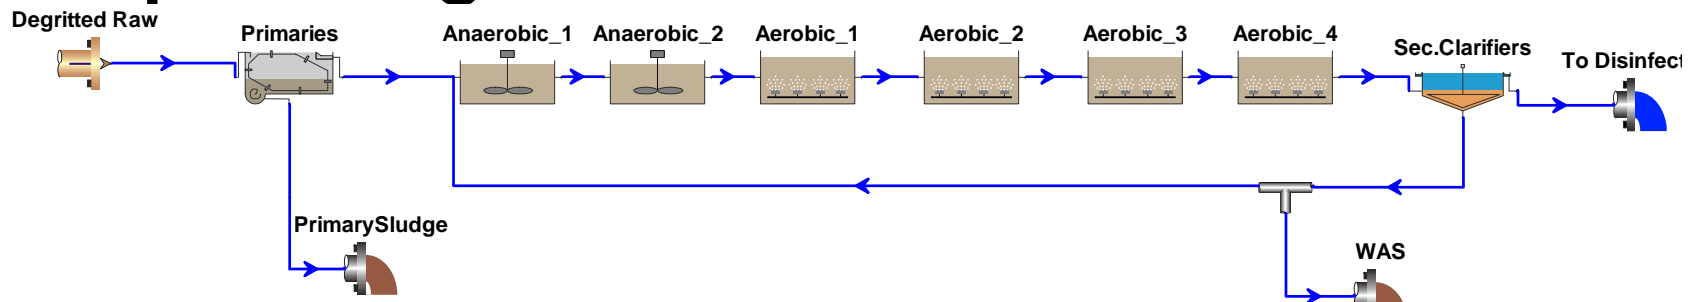 Degritted Raw
Primaries
Anaerobic_1
Anaerobic_2
Aerobic_1
Aerobic_2
Aerobic_3
Aerobic_4
Sec.Clarifiers
To Disinfect
PrimarySludge
WAS